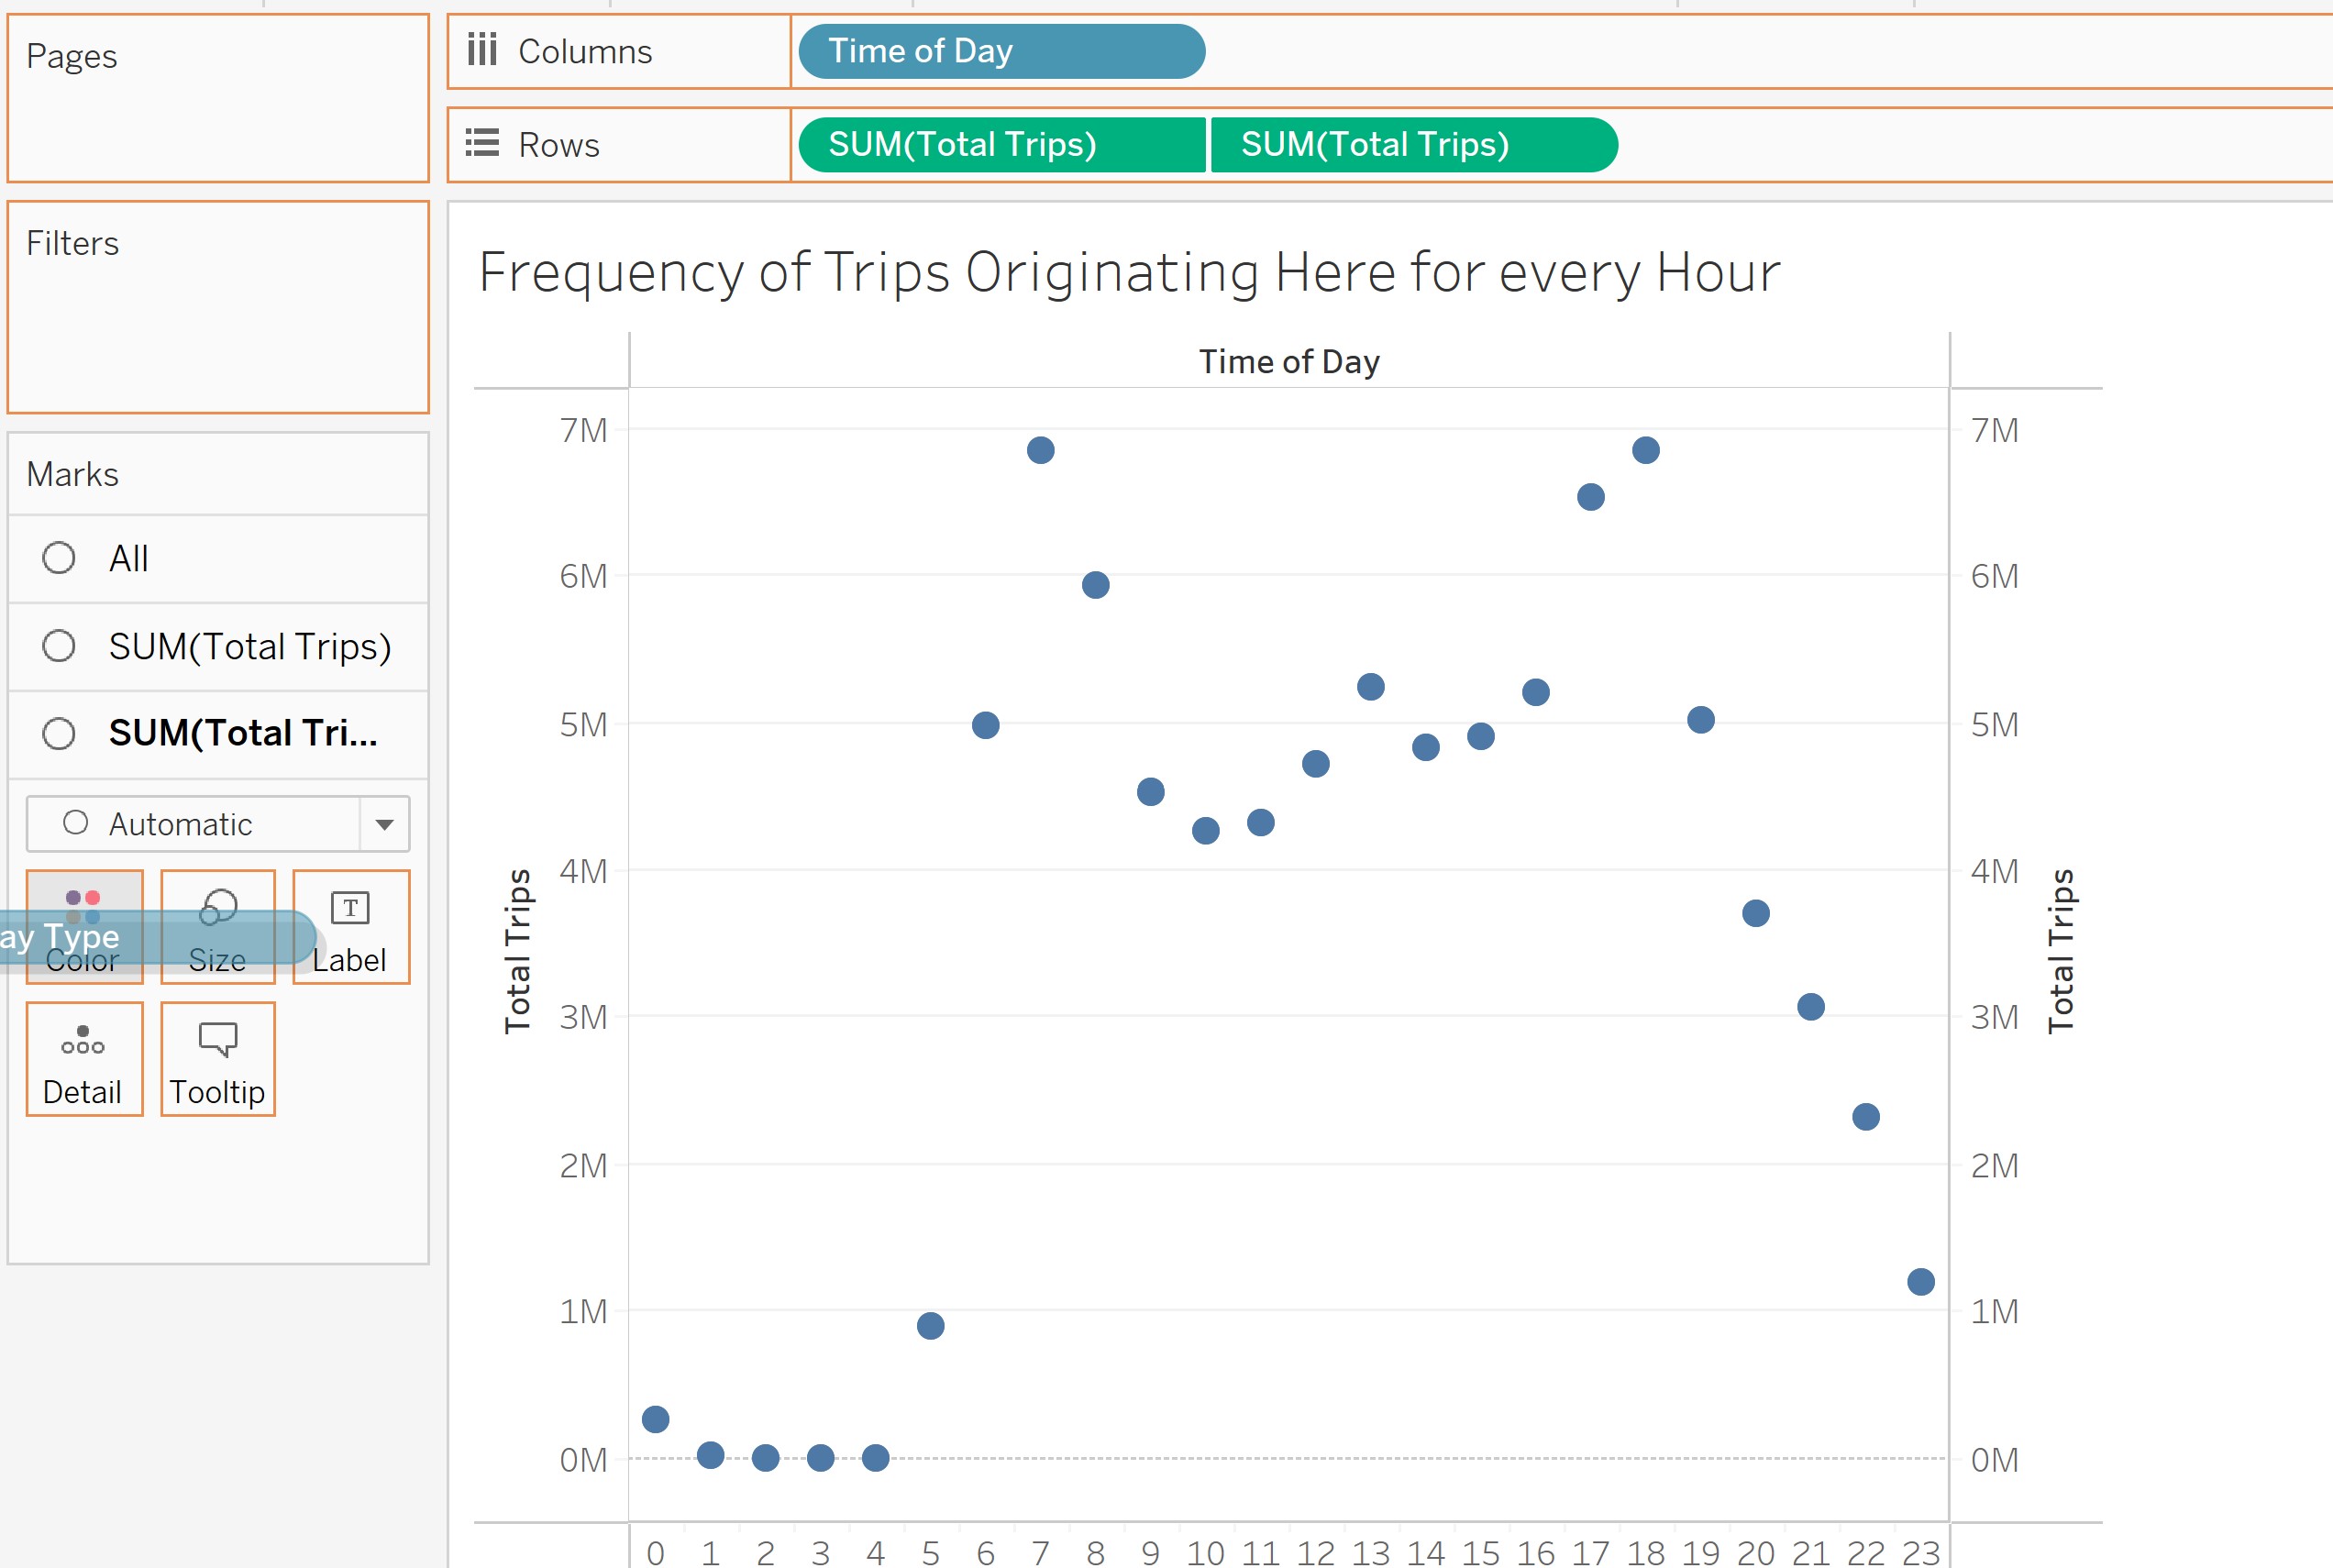 Pages
Columns
Time of Day
Rows
SUM(Total Trips)
SUM(Total Trips)
Filters
Marks
All
SUM(Total Trips)
SUM(Total Tri...
Automatic
ay Type
Color
Size
Label
T
Detail
Tooltip
Frequency of Trips Originating Here for every Hour
Time of Day
7M
6M
5M
4M
3M
2M
1M
0M
Total Trips
7M
6M
5M
4M
3M
2M
1M
0M
Total Trips
0 1 2 3 4 5 6 7 8 9 10 11 12 13 14 15 16 17 18 19 20 21 22 23